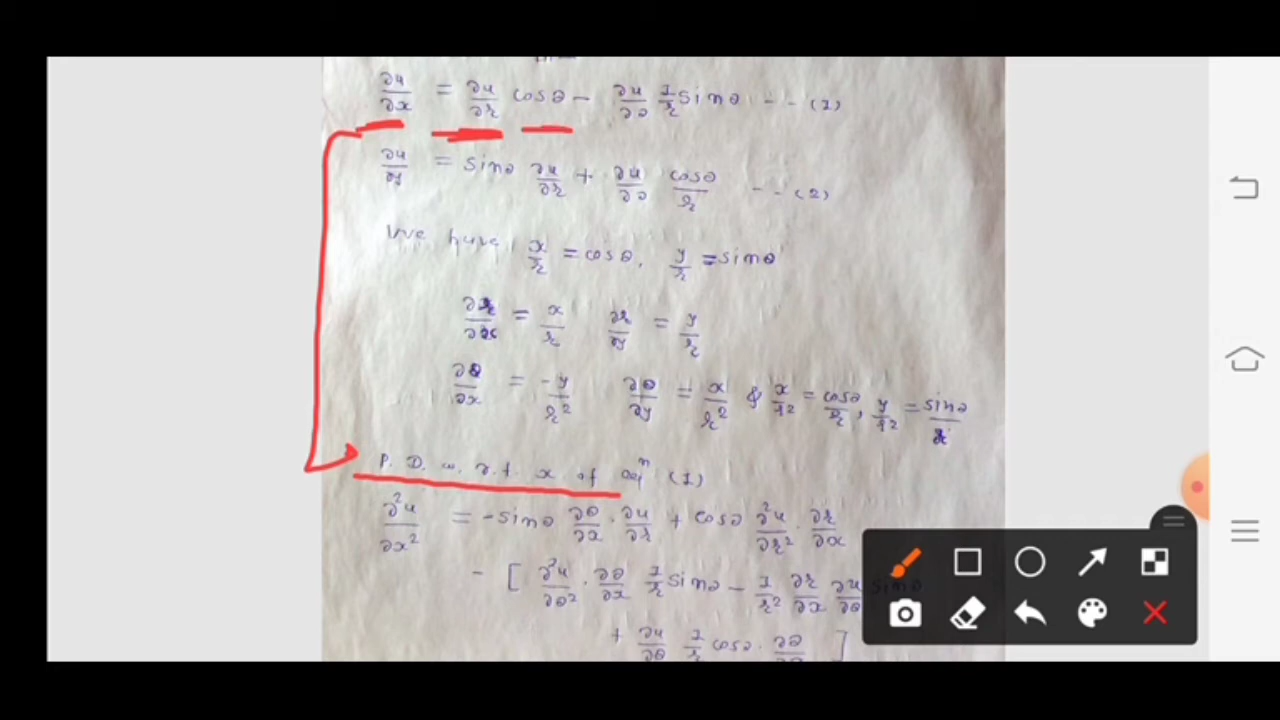 ∂u/∂x = ∂u/∂r cosθ − ∂u/∂θ 1/r sinθ -- (1)
∂u/∂y = sinθ ∂u/∂r + ∂u/∂θ cosθ/r -- (2)
We have, x/r = cosθ, y/r = sinθ
∂r/∂x = x/r ∂r/∂y = y/r
∂θ/∂x = -y/r² ∂θ/∂y = x/r² & x/r² = cosθ/r, y/r² = sinθ/r
P. D. w. r. t. x of eqⁿ (1)
∂²u/∂x² = -sinθ ∂θ/∂x · ∂u/∂r + cosθ ∂²u/∂r² · ∂r/∂x
- [ ∂²u/∂θ² · ∂θ/∂x 1/r sinθ − 1/r² ∂r/∂x ∂u/∂θ sinθ
+ ∂u/∂θ 1/r cosθ · ∂θ/∂x ]